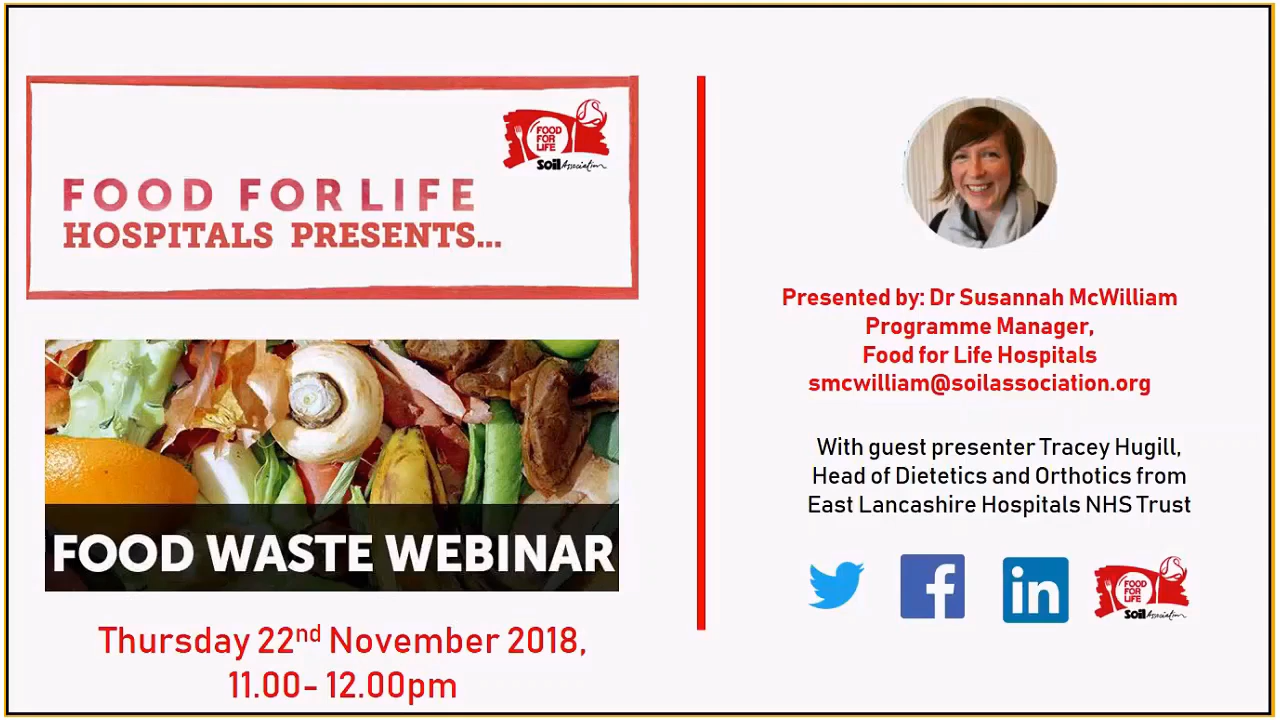 FOOD
FOR
LIFE
Soil Association
FOOD FOR LIFE
HOSPITALS PRESENTS...
FOOD WASTE WEBINAR
Thursday 22nd November 2018,
11.00- 12.00pm
Presented by: Dr Susannah McWilliam
Programme Manager,
Food for Life Hospitals
smcwilliam@soilassociation.org
With guest presenter Tracey Hugill,
Head of Dietetics and Orthotics from
East Lancashire Hospitals NHS Trust
f
in
FOOD
FOR
LIFE
Soil Association